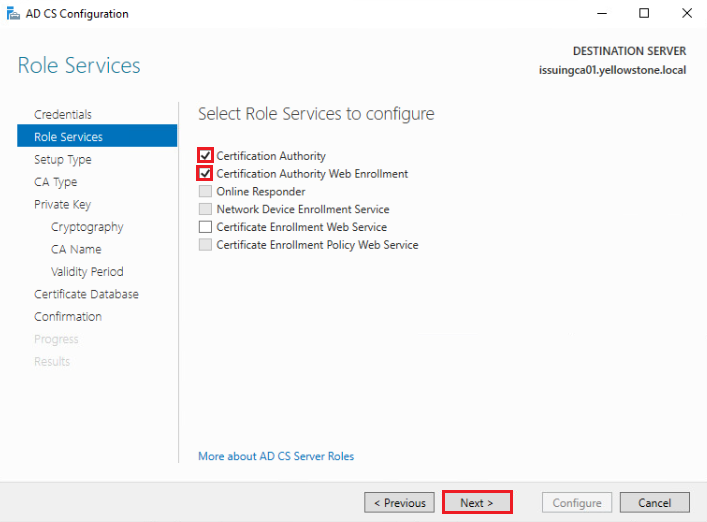 AD CS Configuration
DESTINATION SERVER
issuingca01.yellowstone.local
Role Services
Credentials
Role Services
Setup Type
CA Type
Private Key
Cryptography
CA Name
Validity Period
Certificate Database
Confirmation
Progress
Results
Select Role Services to configure
Certification Authority
Certification Authority Web Enrollment
Online Responder
Network Device Enrollment Service
Certificate Enrollment Web Service
Certificate Enrollment Policy Web Service
More about AD CS Server Roles
< Previous
Next >
Configure
Cancel